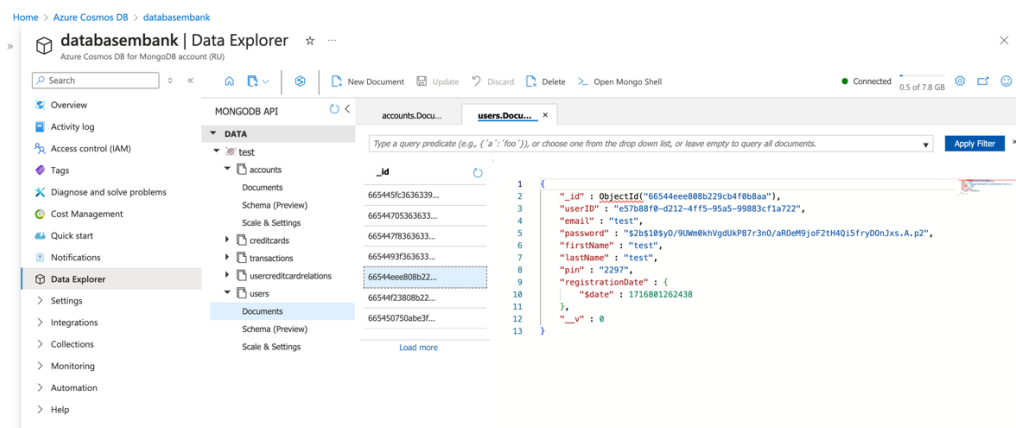 Home > Azure Cosmos DB > databasembank
databasembank | Data Explorer
Azure Cosmos DB for MongoDB account (RU)
Search
Overview
Activity log
Access control (IAM)
Tags
Diagnose and solve problems
Cost Management
Quick start
Notifications
Data Explorer
Settings
Integrations
Collections
Monitoring
Automation
Help
New Document
Update
Discard
Delete
Open Mongo Shell
Connected
0.5 of 7.8 GB
MONGODB API
DATA
test
accounts
Documents
Schema (Preview)
Scale & Settings
creditcards
transactions
usercreditcardrelations
users
Documents
Schema (Preview)
Scale & Settings
accounts.Docu...
users.Docu...
Type a query predicate (e.g., {´a´:´foo´}), or choose one from the drop down list, or leave empty to query all documents.
Apply Filter
_id
665445fc3636339...
66544705363633...
665447f8363633...
6654493f363633...
66544eee808b22...
66544f23808b22...
665450750abe3f...
Load more
1 {
2 "_id" : ObjectId("66544eee808b229cb4f0b8aa"),
3 "userID" : "e57b88f0-d212-4ff5-95a5-99883cf1a722",
4 "email" : "test",
5 "password" : "$2b$10$yD/9UWm0khVgdUkP87r3nO/aROeM9joF2tH4Qi5fryDOnJxs.A.p2",
6 "firstName" : "test",
7 "lastName" : "test",
8 "pin" : "2297",
9 "registrationDate" : {
10 "$date" : 1716801262438
11 },
12 "__v" : 0
13 }